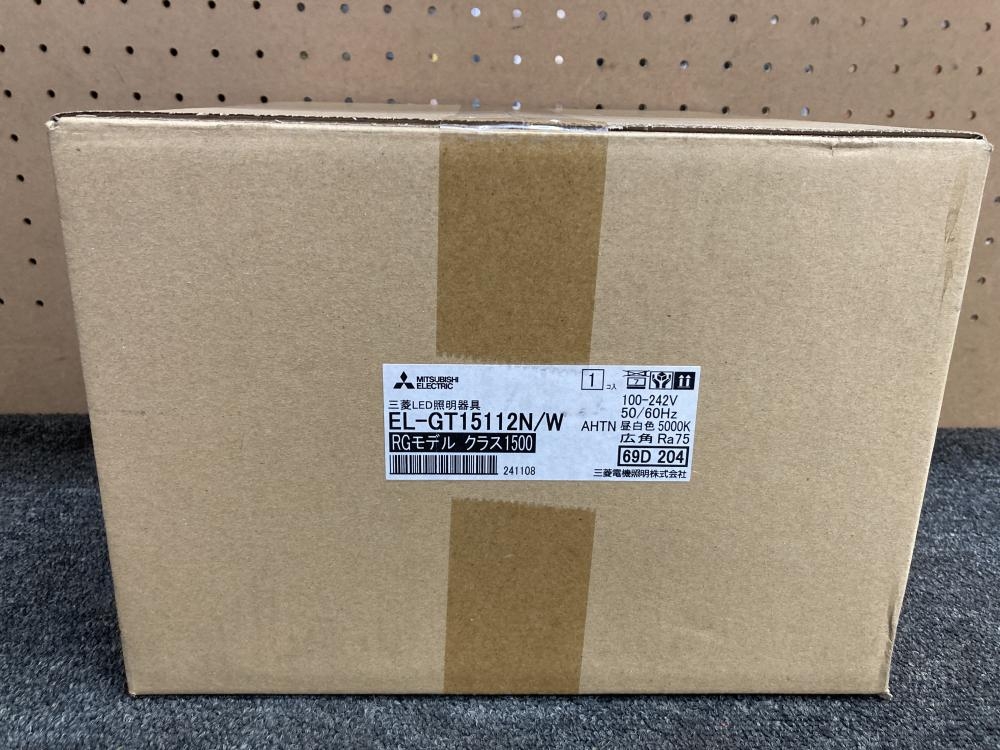 MITSUBISHI
ELECTRIC
1 コ入 7
三菱LED照明器具
EL-GT15112N/W AHTN
RGモデル クラス1500
241108
100-242V
50/60Hz
昼白色 5000K
広角 Ra75
69D 204
三菱電機照明株式会社